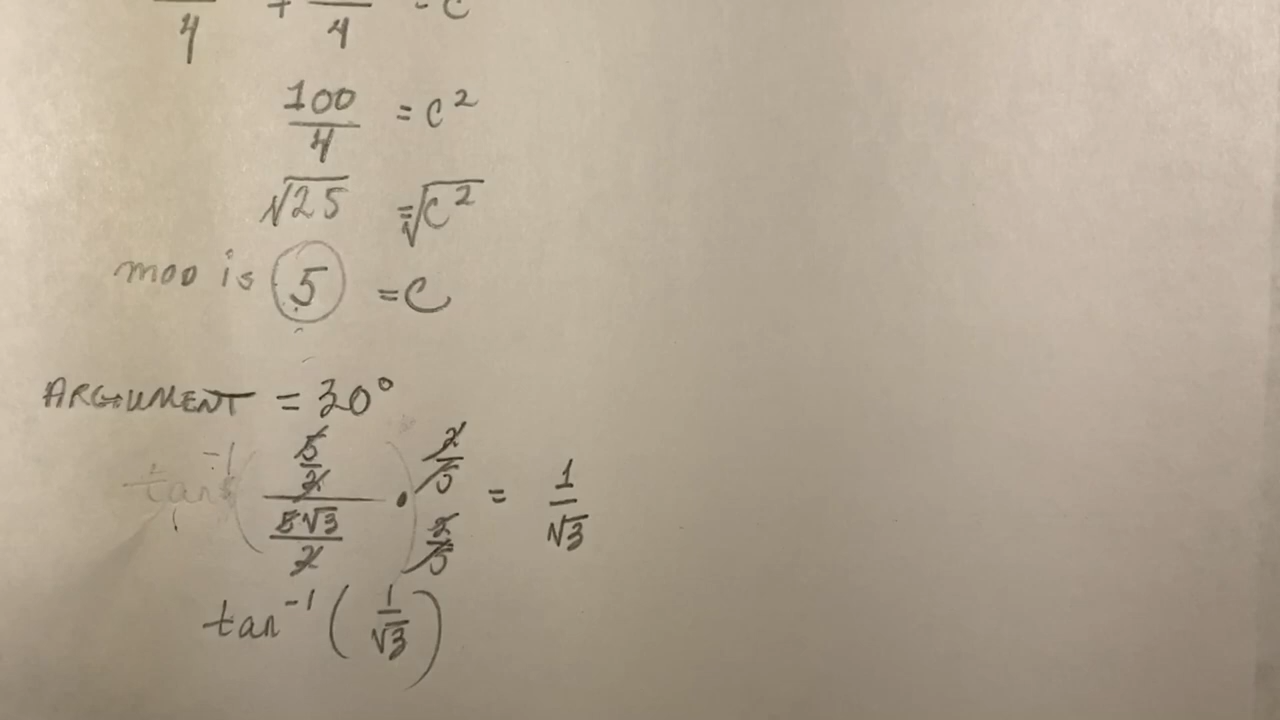 4 + 4 = C
100/4 = C²
√25 = √C²
mod is 5 = C
ARGUMENT = 30°
tan⁻¹ ((5/2)/(5√3/2)) · (2/5)/(2/5) = 1/√3
tan⁻¹ (1/√3)